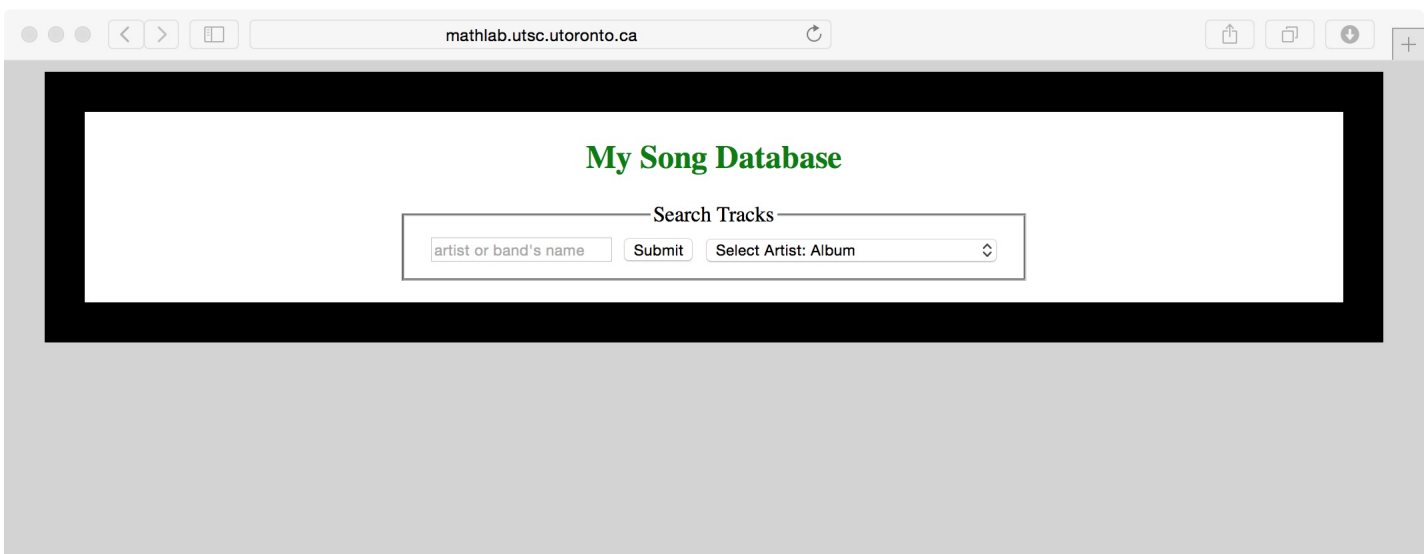 mathlab.utsc.utoronto.ca
My Song Database
Search Tracks
artist or band's name Submit Select Artist: Album